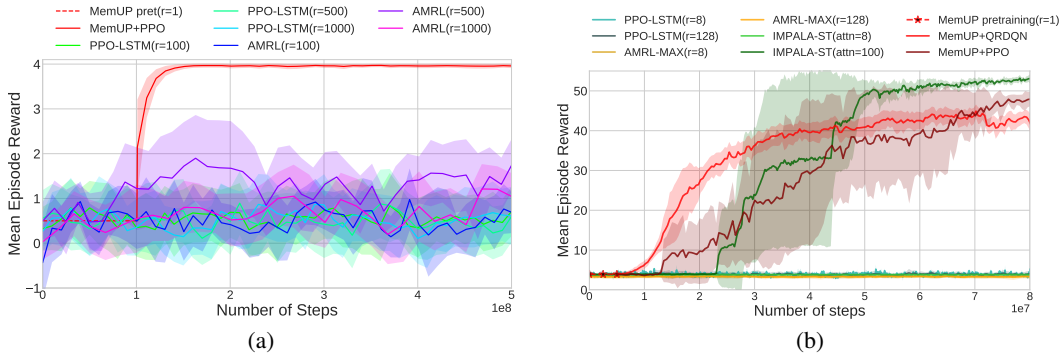 MemUP pret(r=1) PPO-LSTM(r=500) AMRL(r=500)
MemUP+PPO PPO-LSTM(r=1000) AMRL(r=1000)
PPO-LSTM(r=100) AMRL(r=100)
4
3
2
1
0
−1
Mean Episode Reward
0 1 2 3 4 5
1e8
Number of Steps
(a)
PPO-LSTM(r=8) AMRL-MAX(r=128) MemUP pretraining(r=1)
PPO-LSTM(r=128) IMPALA-ST(attn=8) MemUP+QRDQN
AMRL-MAX(r=8) IMPALA-ST(attn=100) MemUP+PPO
50
40
30
20
10
0
Mean Episode Reward
0 1 2 3 4 5 6 7 8
1e7
Number of steps
(b)